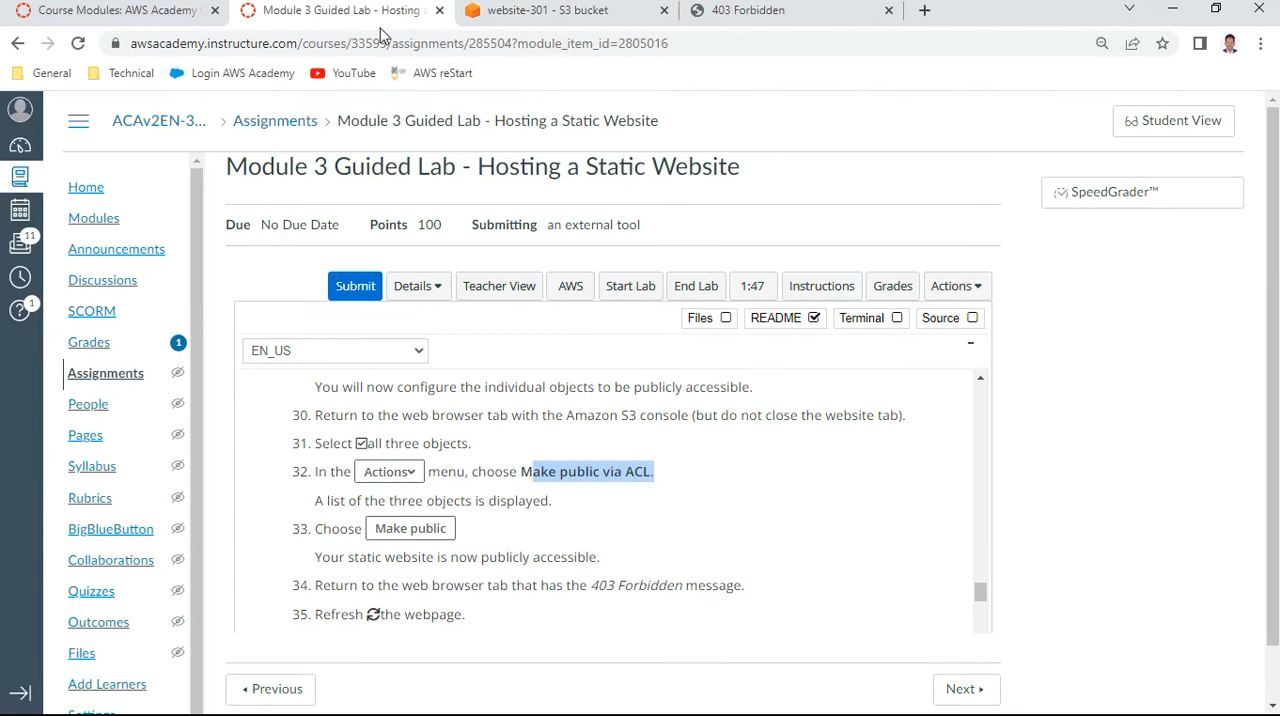 Course Modules: AWS Academy
Module 3 Guided Lab - Hosting a
website-301 - S3 bucket
403 Forbidden
General
Technical
Login AWS Academy
YouTube
AWS reStart
ACAv2EN-3...
Assignments
Module 3 Guided Lab - Hosting a Static Website
Student View
Module 3 Guided Lab - Hosting a Static Website
SpeedGrader™
Due No Due Date Points 100 Submitting an external tool
Home
Modules
Announcements
Discussions
SCORM
Grades 1
Assignments
People
Pages
Syllabus
Rubrics
BigBlueButton
Collaborations
Quizzes
Outcomes
Files
Add Learners
11
1
Submit Details Teacher View AWS Start Lab End Lab 1:47 Instructions Grades Actions
Files README Terminal Source
EN_US
You will now configure the individual objects to be publicly accessible.
30. Return to the web browser tab with the Amazon S3 console (but do not close the website tab).
31. Select all three objects.
32. In the Actions menu, choose Make public via ACL.
A list of the three objects is displayed.
33. Choose Make public
Your static website is now publicly accessible.
34. Return to the web browser tab that has the 403 Forbidden message.
35. Refresh the webpage.
Previous
Next